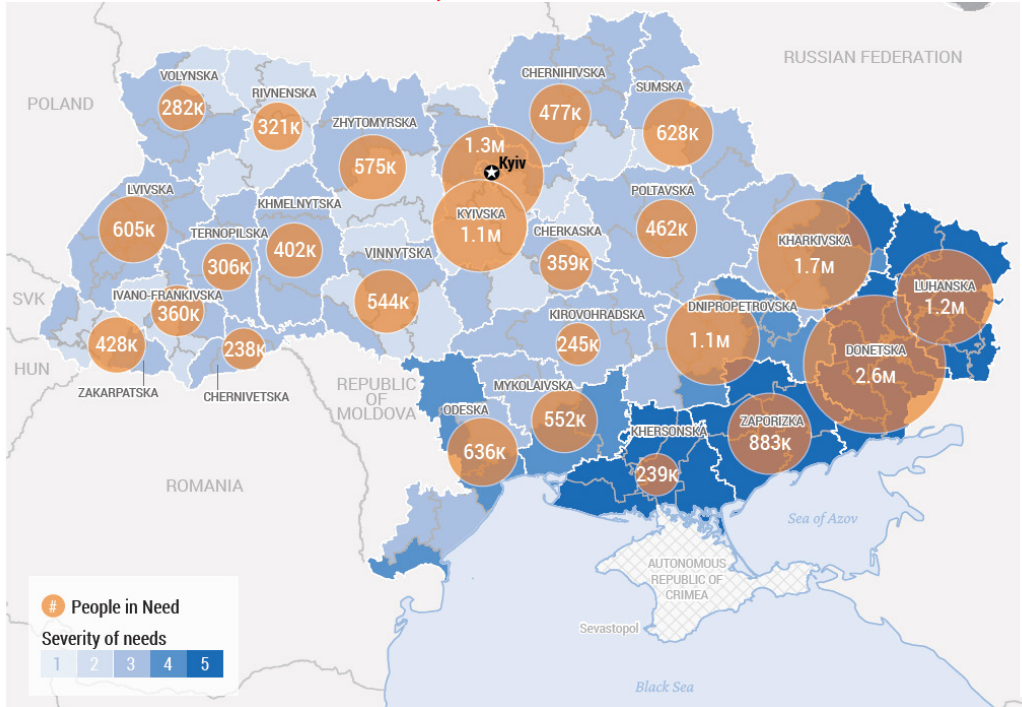 RUSSIAN FEDERATION
POLAND
VOLYNSKA
282K
RIVNENSKA
321K
ZHYTOMYRSKA
575K
CHERNIHIVSKA
477K
SUMSKA
628K
1.3M
Kyiv
KYIVSKA
1.1M
LVIVSKA
605K
TERNOPILSKA
306K
KHMELNYTSKA
402K
VINNYTSKA
544K
CHERKASKA
359K
POLTAVSKA
462K
KHARKIVSKA
1.7M
LUHANSKA
1.2M
SVK
IVANO-FRANKIVSKA
360K
428K
ZAKARPATSKA
238K
CHERNIVETSKA
HUN
KIROVOHRADSKA
245K
DNIPROPETROVSKA
1.1M
DONETSKA
2.6M
REPUBLIC
OF
MOLDOVA
MYKOLAIVSKA
552K
ODESKA
636K
KHERSONSKA
239K
ZAPORIZKA
883K
ROMANIA
Sea of Azov
AUTONOMOUS
REPUBLIC OF
CRIMEA
Sevastopol
Black Sea
# People in Need
Severity of needs
1 2 3 4 5